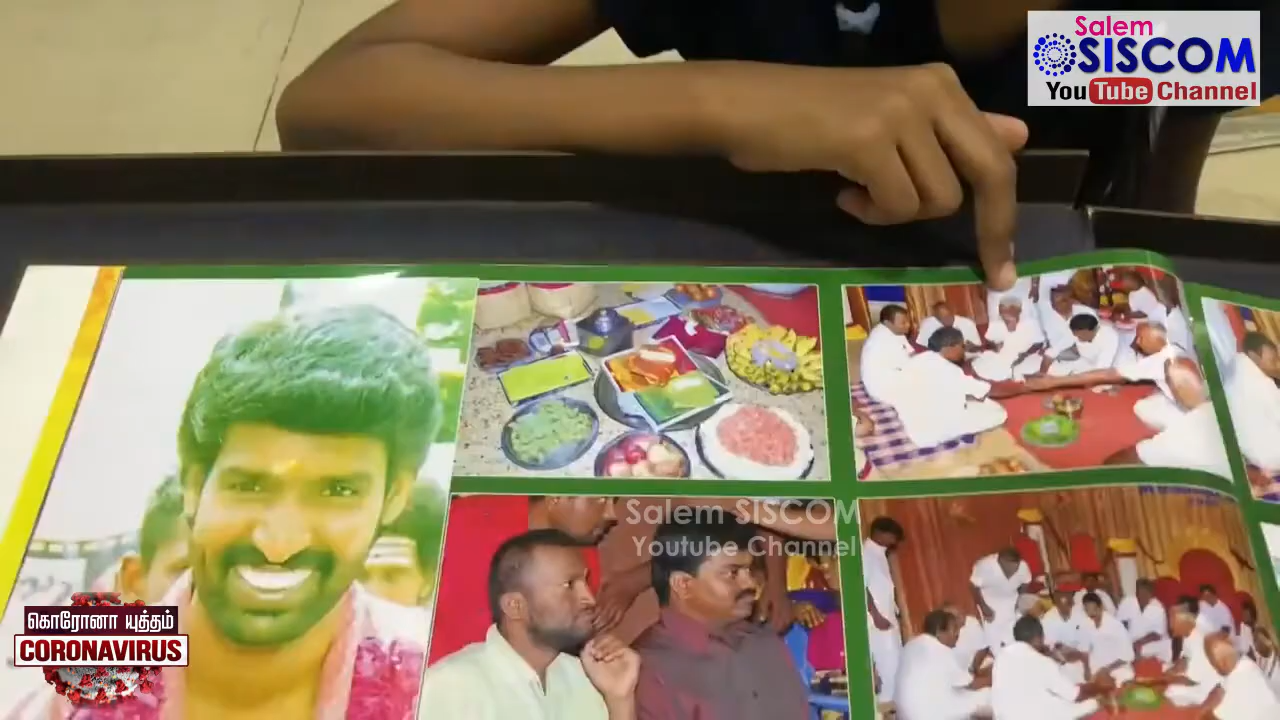 Salem
SISCOM
YouTube Channel
Salem SISCOM
Youtube Channel
கொரோனா யுத்தம்
CORONAVIRUS